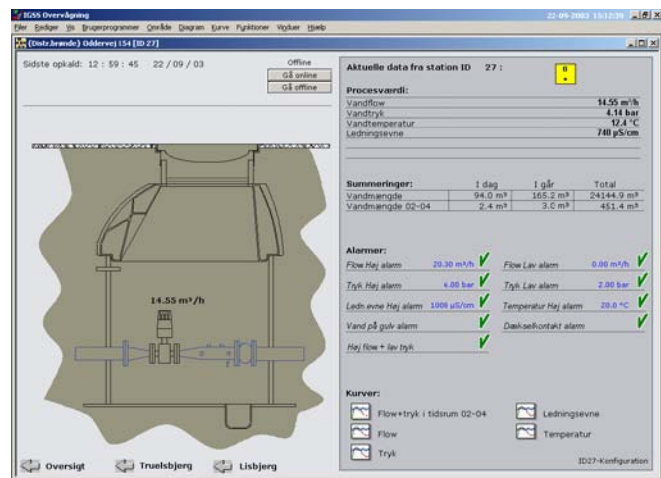 IGSS Overvågning
22-09-2003 13:12:29
Filer Rediger Vis Brugerprogrammer Område Diagram Kurve Funktioner Vinduer Hjælp
{Distr.brønde} Oddervej 154 [ID 27]
Sidste opkald: 12 : 59 : 45 22 / 09 / 03
Offline
Gå online
Gå offline
14.55 m³/h
Oversigt Truelsbjerg Lisbjerg
Aktuelle data fra station ID 27 :
0
Procesværdi:
Vandflow 14.55 m³/h
Vandtryk 4.14 bar
Vandtemperatur 12.4 °C
Ledningsevne 740 µS/cm
Summeringer: I dag I går Total
Vandmængde 94.0 m³ 165.2 m³ 24144.9 m³
Vandmængde 02-04 2.4 m³ 3.0 m³ 451.4 m³
Alarmer:
Flow Høj alarm 20.30 m³/h Flow Lav alarm 0.00 m³/h
Tryk Høj alarm 6.00 bar Tryk Lav alarm 2.00 bar
Ledn.evne Høj alarm 1000 µS/cm Temperatur Høj alarm 20.0 °C
Vand på gulv alarm Dækselkontakt alarm
Høj flow + lav tryk
Kurver:
Flow+tryk i tidsrum 02-04 Ledningsevne
Flow Temperatur
Tryk
ID27-Konfiguration